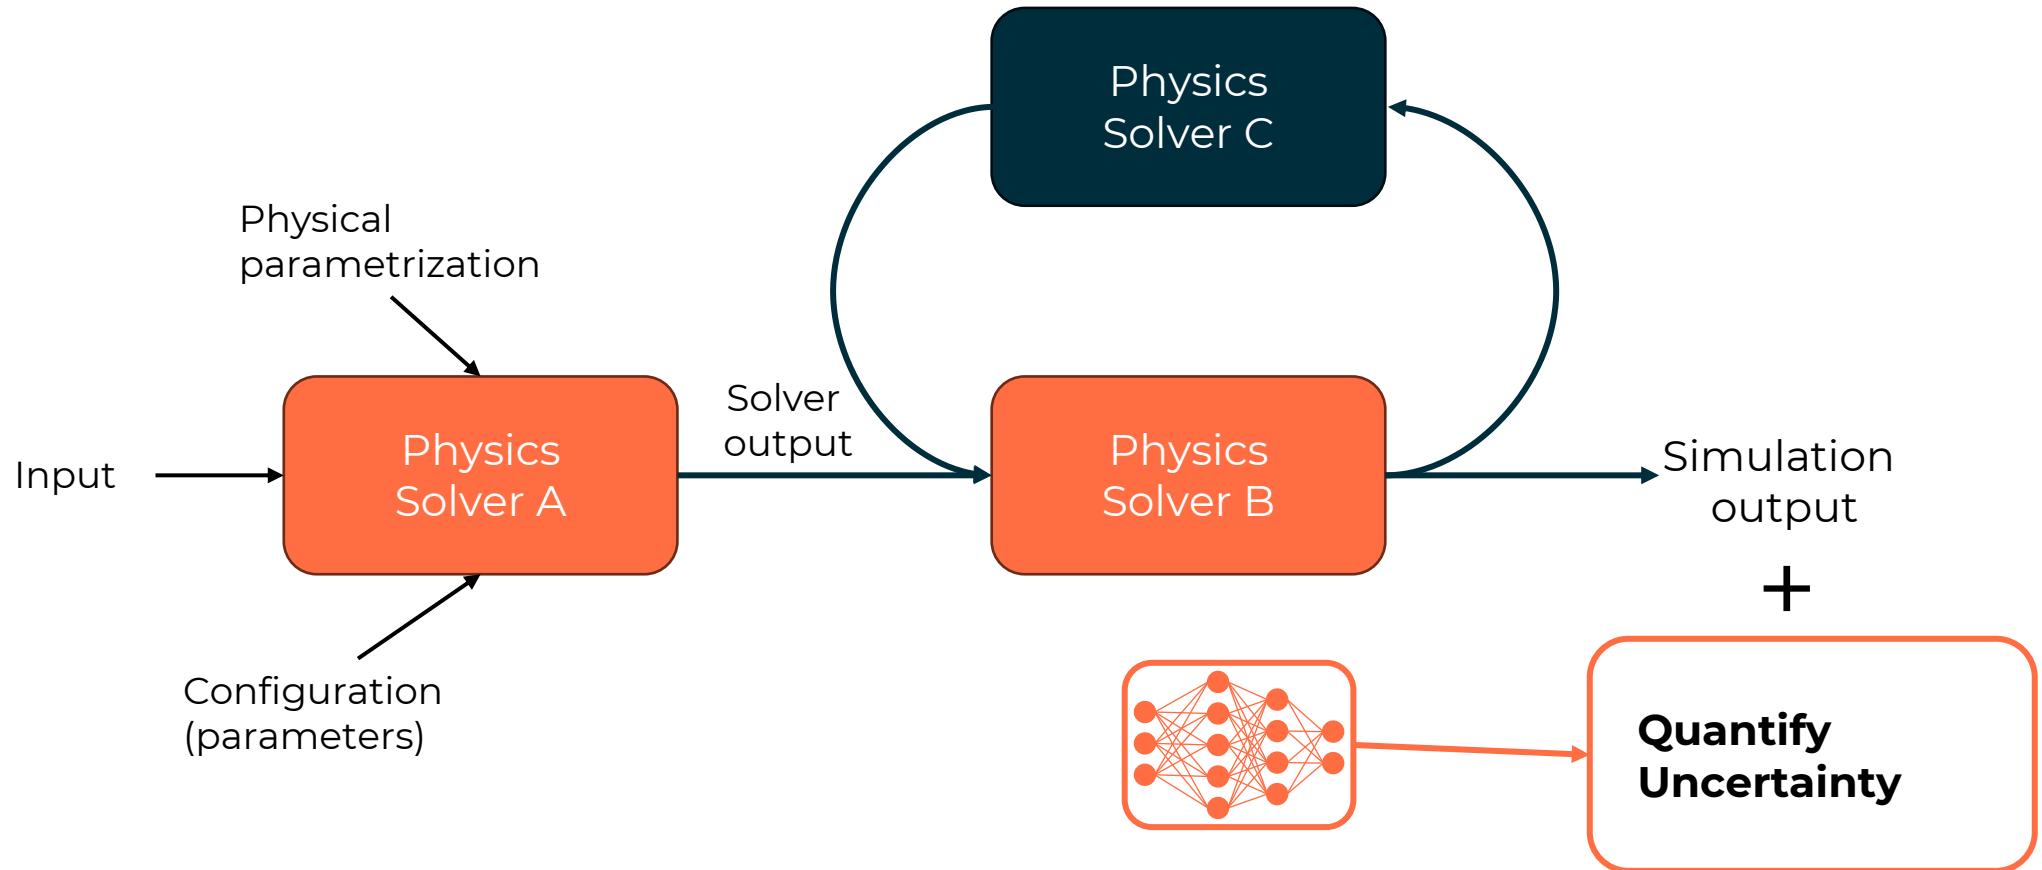 Physics
Solver C
Physical
parametrization
Solver
output
Input
Physics
Solver A
Physics
Solver B
Simulation
output
+
Configuration
(parameters)
Quantify
Uncertainty